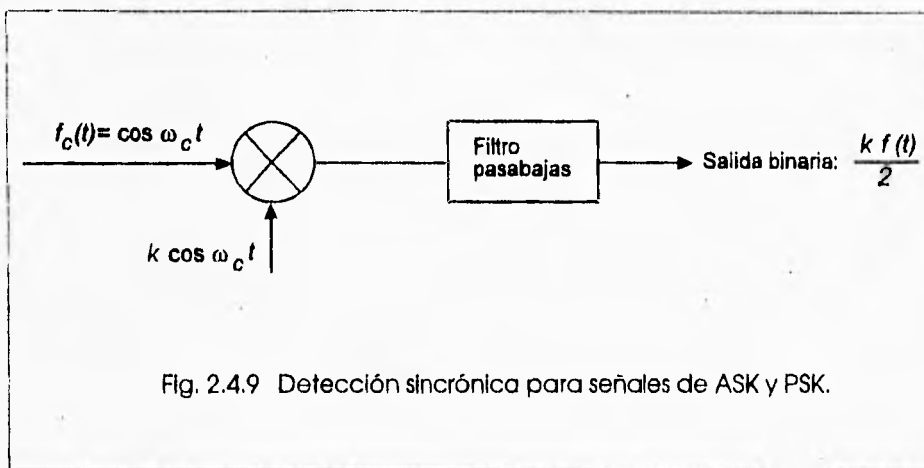 f_c(t)= cos ω_c t
Filtro
pasabajas
Salida binaria: k f (t)
2
k cos ω_c t
Fig. 2.4.9 Detección sincrónica para señales de ASK y PSK.